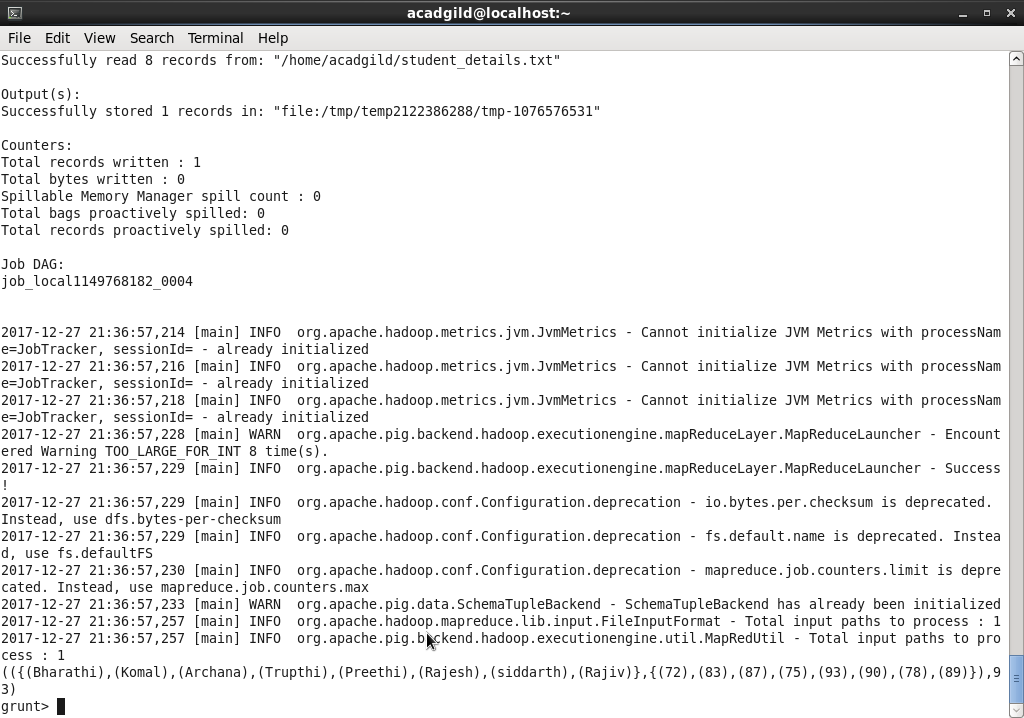 acadgild@localhost:~
File Edit View Search Terminal Help
Successfully read 8 records from: "/home/acadgild/student_details.txt"
Output(s):
Successfully stored 1 records in: "file:/tmp/temp2122386288/tmp-1076576531"
Counters:
Total records written : 1
Total bytes written : 0
Spillable Memory Manager spill count : 0
Total bags proactively spilled: 0
Total records proactively spilled: 0
Job DAG:
job_local1149768182_0004
2017-12-27 21:36:57,214 [main] INFO  org.apache.hadoop.metrics.jvm.JvmMetrics - Cannot initialize JVM Metrics with processNam
e=JobTracker, sessionId= - already initialized
2017-12-27 21:36:57,216 [main] INFO  org.apache.hadoop.metrics.jvm.JvmMetrics - Cannot initialize JVM Metrics with processNam
e=JobTracker, sessionId= - already initialized
2017-12-27 21:36:57,218 [main] INFO  org.apache.hadoop.metrics.jvm.JvmMetrics - Cannot initialize JVM Metrics with processNam
e=JobTracker, sessionId= - already initialized
2017-12-27 21:36:57,228 [main] WARN  org.apache.pig.backend.hadoop.executionengine.mapReduceLayer.MapReduceLauncher - Encount
ered Warning TOO_LARGE_FOR_INT 8 time(s).
2017-12-27 21:36:57,229 [main] INFO  org.apache.pig.backend.hadoop.executionengine.mapReduceLayer.MapReduceLauncher - Success
!
2017-12-27 21:36:57,229 [main] INFO  org.apache.hadoop.conf.Configuration.deprecation - io.bytes.per.checksum is deprecated.
Instead, use dfs.bytes-per-checksum
2017-12-27 21:36:57,229 [main] INFO  org.apache.hadoop.conf.Configuration.deprecation - fs.default.name is deprecated. Instea
d, use fs.defaultFS
2017-12-27 21:36:57,230 [main] INFO  org.apache.hadoop.conf.Configuration.deprecation - mapreduce.job.counters.limit is depre
cated. Instead, use mapreduce.job.counters.max
2017-12-27 21:36:57,233 [main] WARN  org.apache.pig.data.SchemaTupleBackend - SchemaTupleBackend has already been initialized
2017-12-27 21:36:57,257 [main] INFO  org.apache.hadoop.mapreduce.lib.input.FileInputFormat - Total input paths to process : 1
2017-12-27 21:36:57,257 [main] INFO  org.apache.pig.backend.hadoop.executionengine.util.MapRedUtil - Total input paths to pro
cess : 1
(({(Bharathi),(Komal),(Archana),(Trupthi),(Preethi),(Rajesh),(siddarth),(Rajiv)},{(72),(83),(87),(75),(93),(90),(78),(89)}),9
3)
grunt>